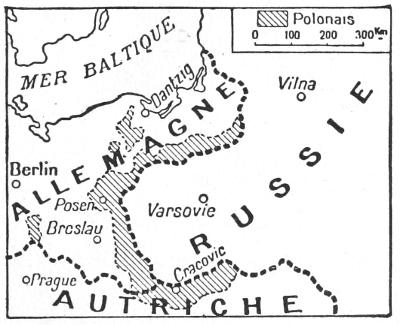 Polonais
0 100 200 300 Km
MER BALTIQUE
Dantzig
Vilna
ALLEMAGNE
Berlin
Posen
Varsovie
RUSSIE
Breslau
Cracovie
Prague
AUTRICHE